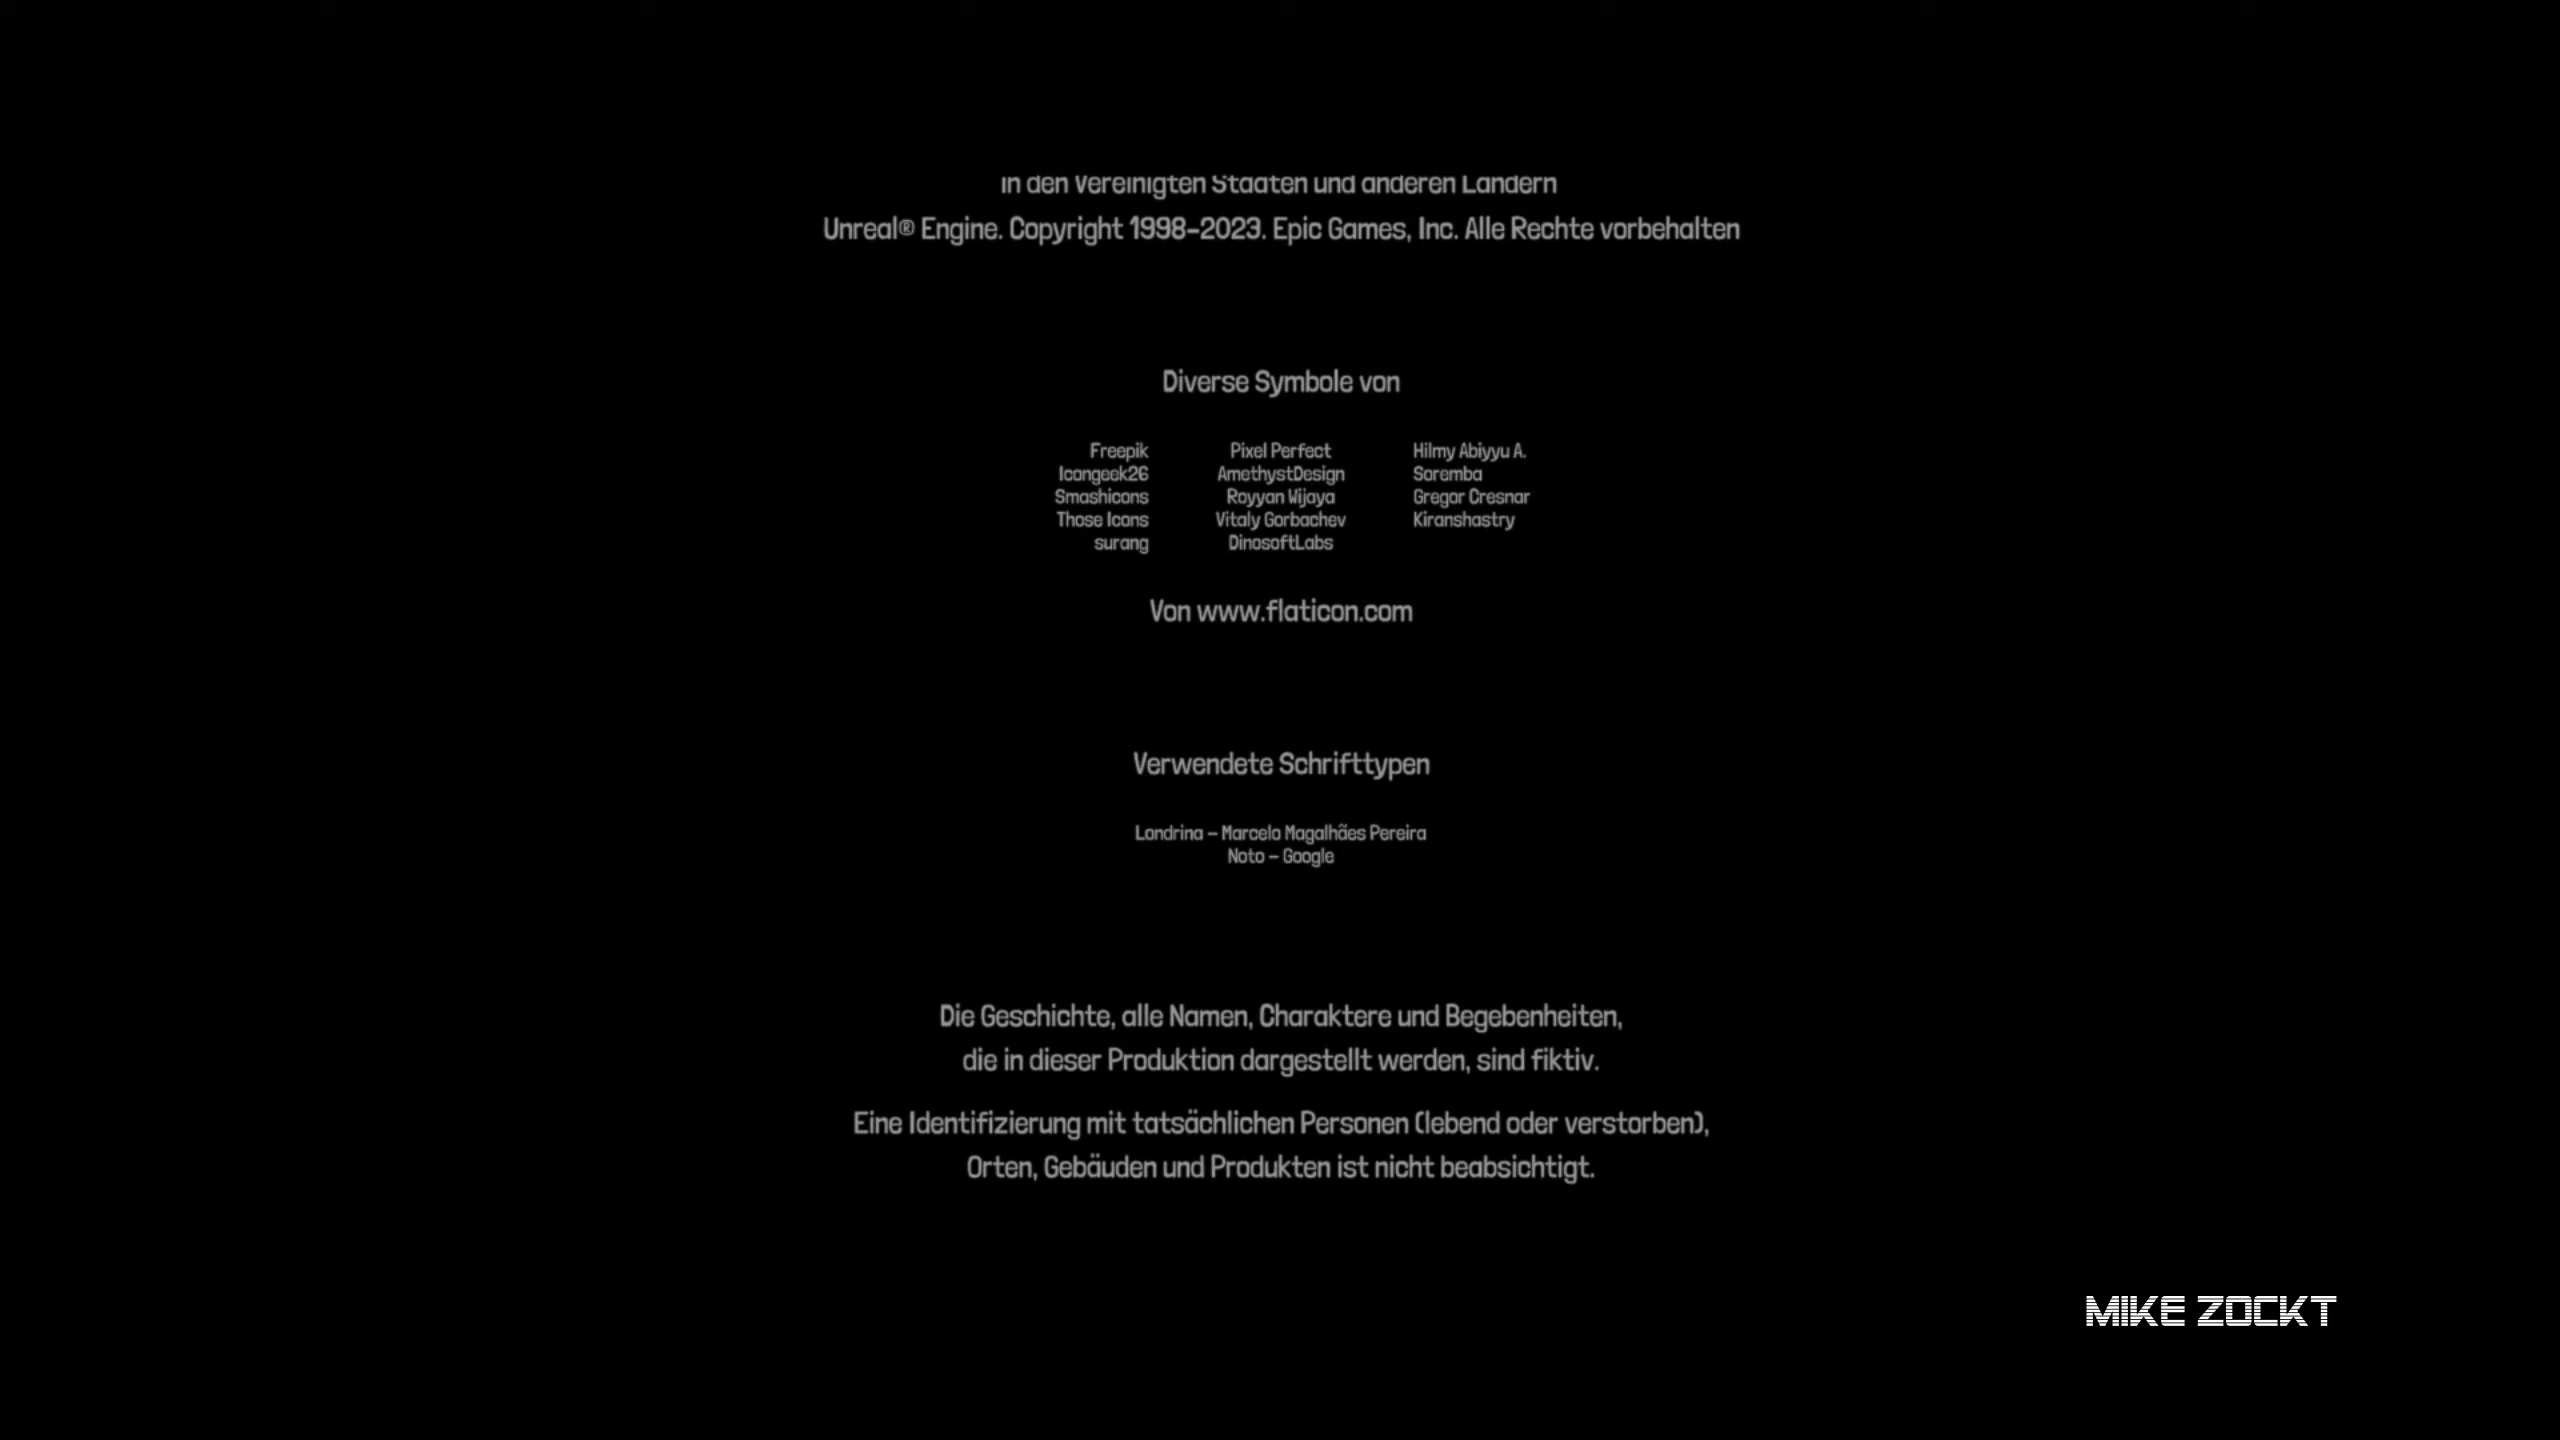 in den Vereinigten Staaten und anderen Ländern
Unreal® Engine. Copyright 1998-2023. Epic Games, Inc. Alle Rechte vorbehalten
Diverse Symbole von
Freepik Pixel Perfect Hilmy Abiyyu A.
Icongeek26 AmethystDesign Soremba
Smashicons Royyan Wijaya Gregor Cresnar
Those Icons Vitaly Gorbachev Kiranshastry
surang DinosoftLabs
Von www.flaticon.com
Verwendete Schrifttypen
Londrina - Marcelo Magalhães Pereira
Noto - Google
Die Geschichte, alle Namen, Charaktere und Begebenheiten,
die in dieser Produktion dargestellt werden, sind fiktiv.
Eine Identifizierung mit tatsächlichen Personen (lebend oder verstorben),
Orten, Gebäuden und Produkten ist nicht beabsichtigt.
MIKE ZOCKT